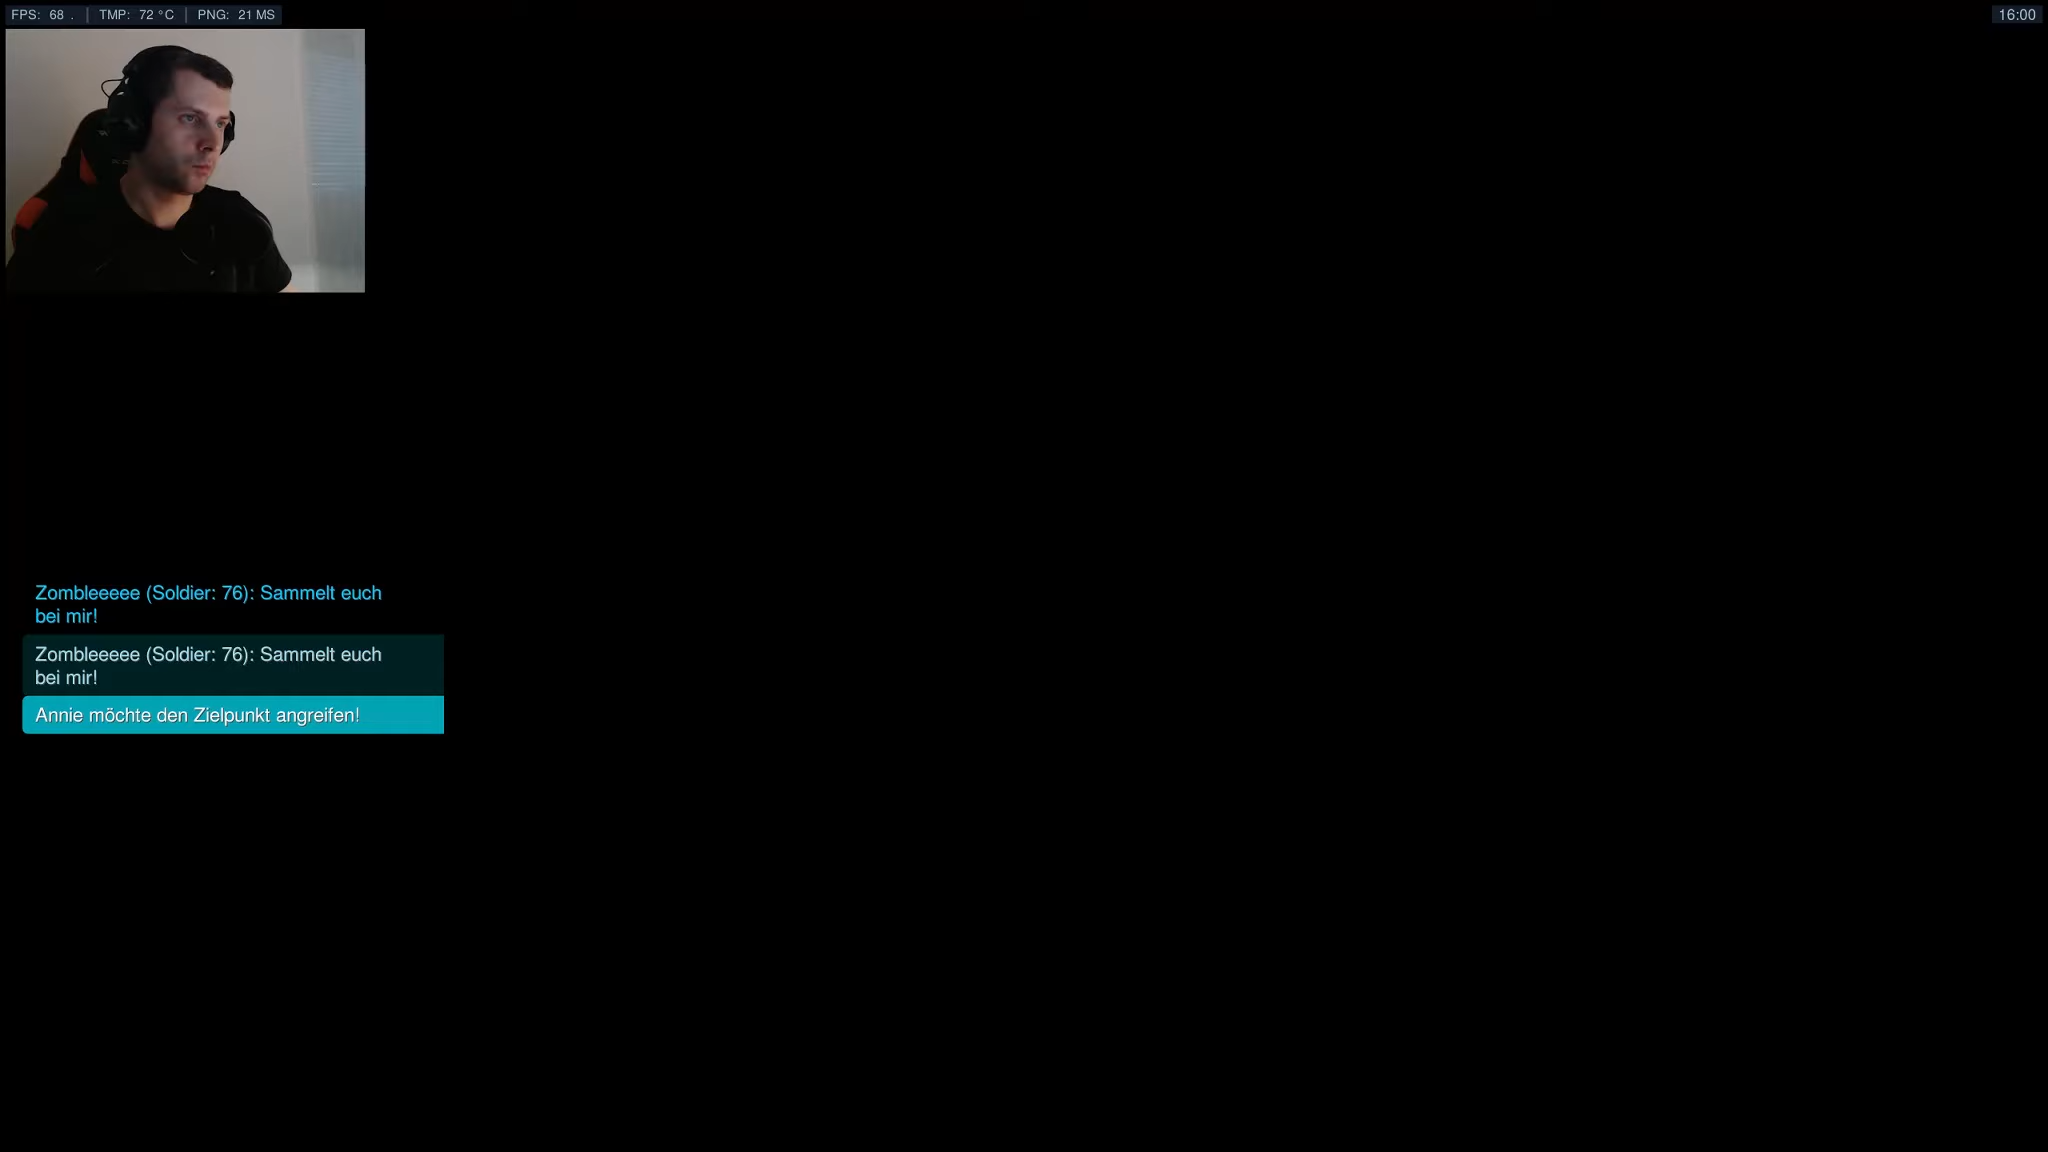 FPS: 68 . | TMP: 72 °C | PNG: 21 MS
16:00
Zombleeeee (Soldier: 76): Sammelt euch
bei mir!
Zombleeeee (Soldier: 76): Sammelt euch
bei mir!
Annie möchte den Zielpunkt angreifen!